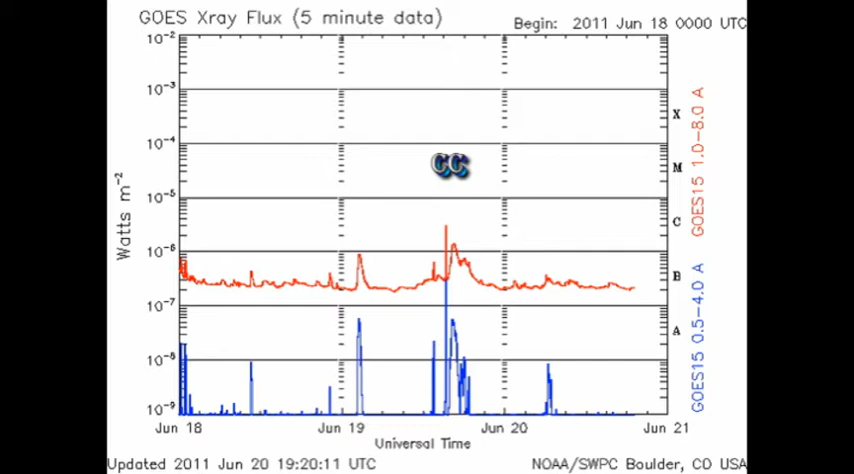 GOES Xray Flux (5 minute data)
Begin: 2011 Jun 18 0000 UTC
10-2
10-3
10-4
10-5
10-6
10-7
10-8
10-9
Watts m-2
CC
X
M
C
B
A
GOES15 1.0-8.0 A
GOES15 0.5-4.0 A
Jun 18
Jun 19
Jun 20
Jun 21
Universal Time
Updated 2011 Jun 20 19:20:11 UTC
NOAA/SWPC Boulder, CO USA